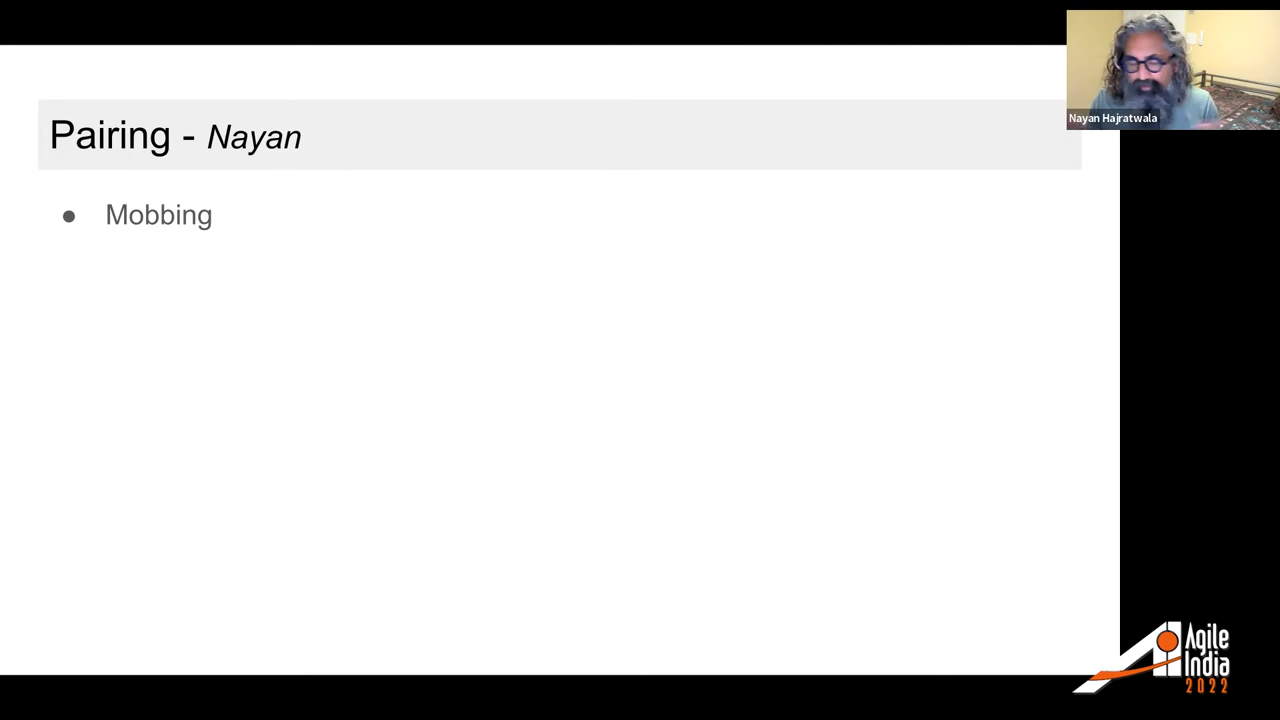 Pairing - Nayan
● Mobbing
Nayan Hajratwala
Agile
India
2022